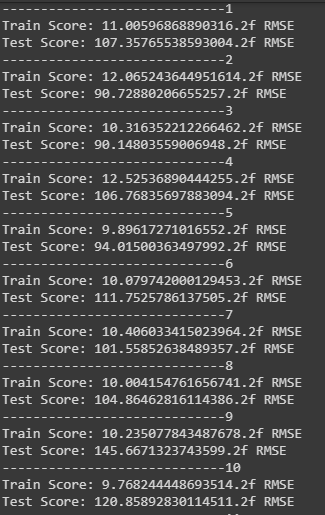 ----------------------------1
Train Score: 11.00596868890316.2f RMSE
Test Score: 107.35765538593004.2f RMSE
----------------------------2
Train Score: 12.065243644951614.2f RMSE
Test Score: 90.72880206655257.2f RMSE
----------------------------3
Train Score: 10.316352212266462.2f RMSE
Test Score: 90.14803559006948.2f RMSE
----------------------------4
Train Score: 12.52536890444255.2f RMSE
Test Score: 106.76835697883094.2f RMSE
----------------------------5
Train Score: 9.89617271016552.2f RMSE
Test Score: 94.01500363497992.2f RMSE
----------------------------6
Train Score: 10.079742000129453.2f RMSE
Test Score: 111.7525786137505.2f RMSE
----------------------------7
Train Score: 10.406033415023964.2f RMSE
Test Score: 101.55852638489357.2f RMSE
----------------------------8
Train Score: 10.004154761656741.2f RMSE
Test Score: 104.86462816114386.2f RMSE
----------------------------9
Train Score: 10.235077843487678.2f RMSE
Test Score: 145.6671323743599.2f RMSE
----------------------------10
Train Score: 9.768244448693514.2f RMSE
Test Score: 120.85892830114511.2f RMSE